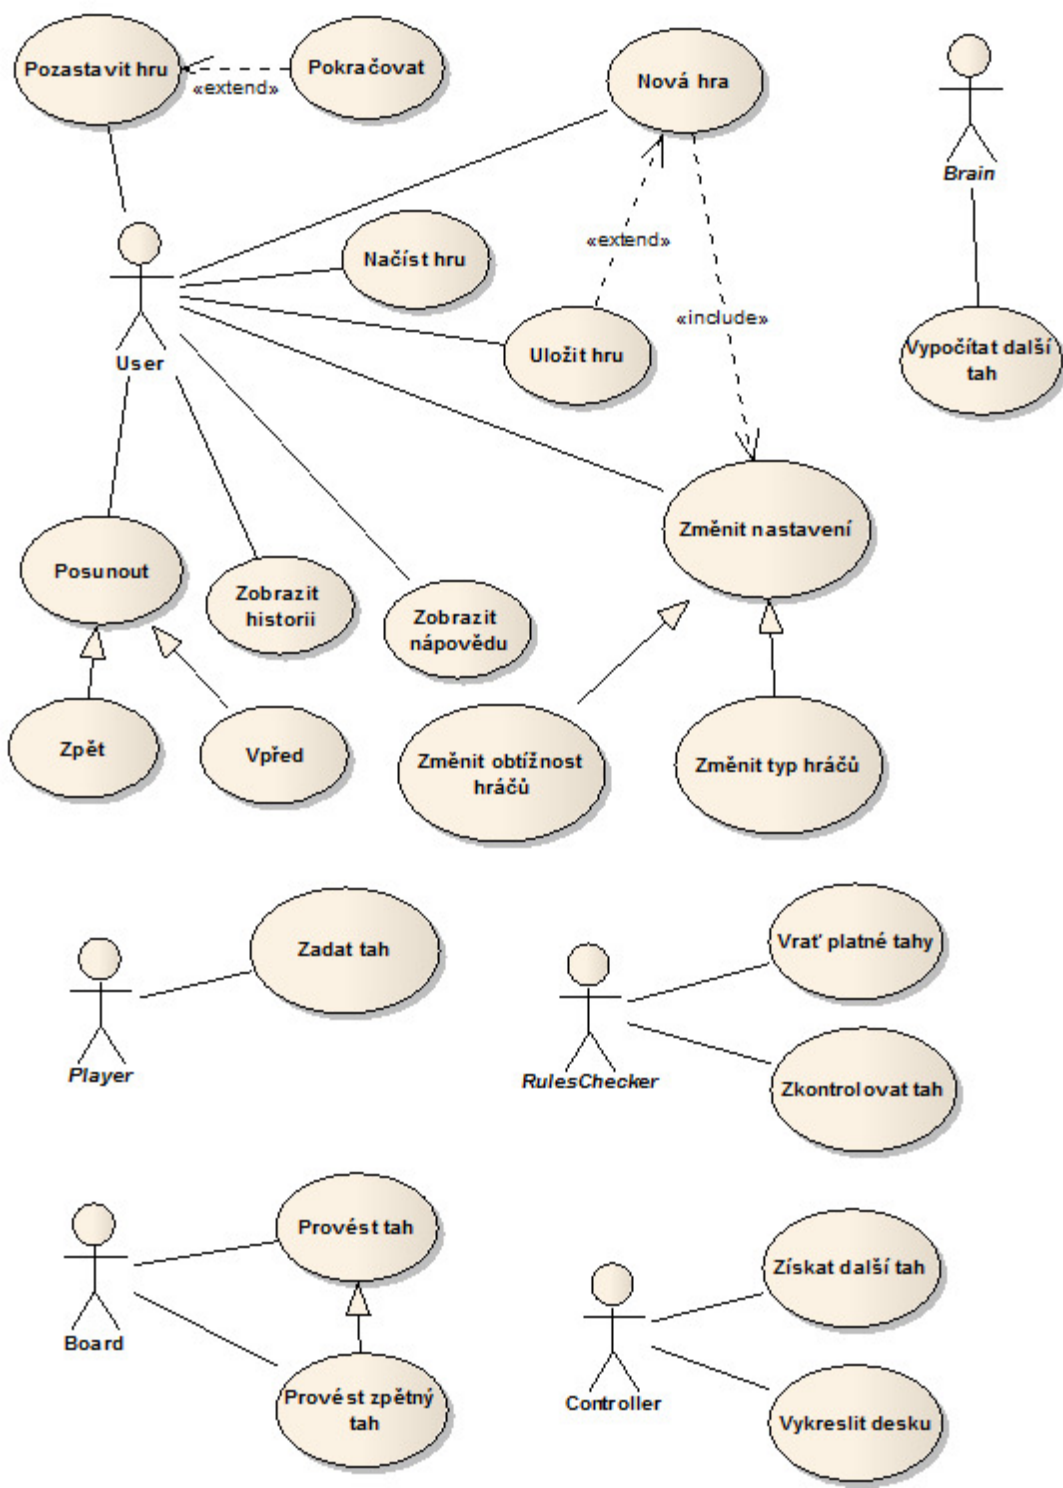 Pozastavit hru
«extend»
Pokračovat
Nová hra
Brain
Načíst hru
«extend»
«include»
Uložit hru
User
Vypočítat další
tah
Změnit nastavení
Posunout
Zobrazit
historii
Zobrazit
nápovědu
Zpět
Vpřed
Změnit obtížnost
hráčů
Změnit typ hráčů
Zadat tah
Player
Vrať platné tahy
RulesChecker
Zkontrolovat tah
Provést tah
Board
Provést zpětný
tah
Získat další tah
Controller
Vykreslit desku